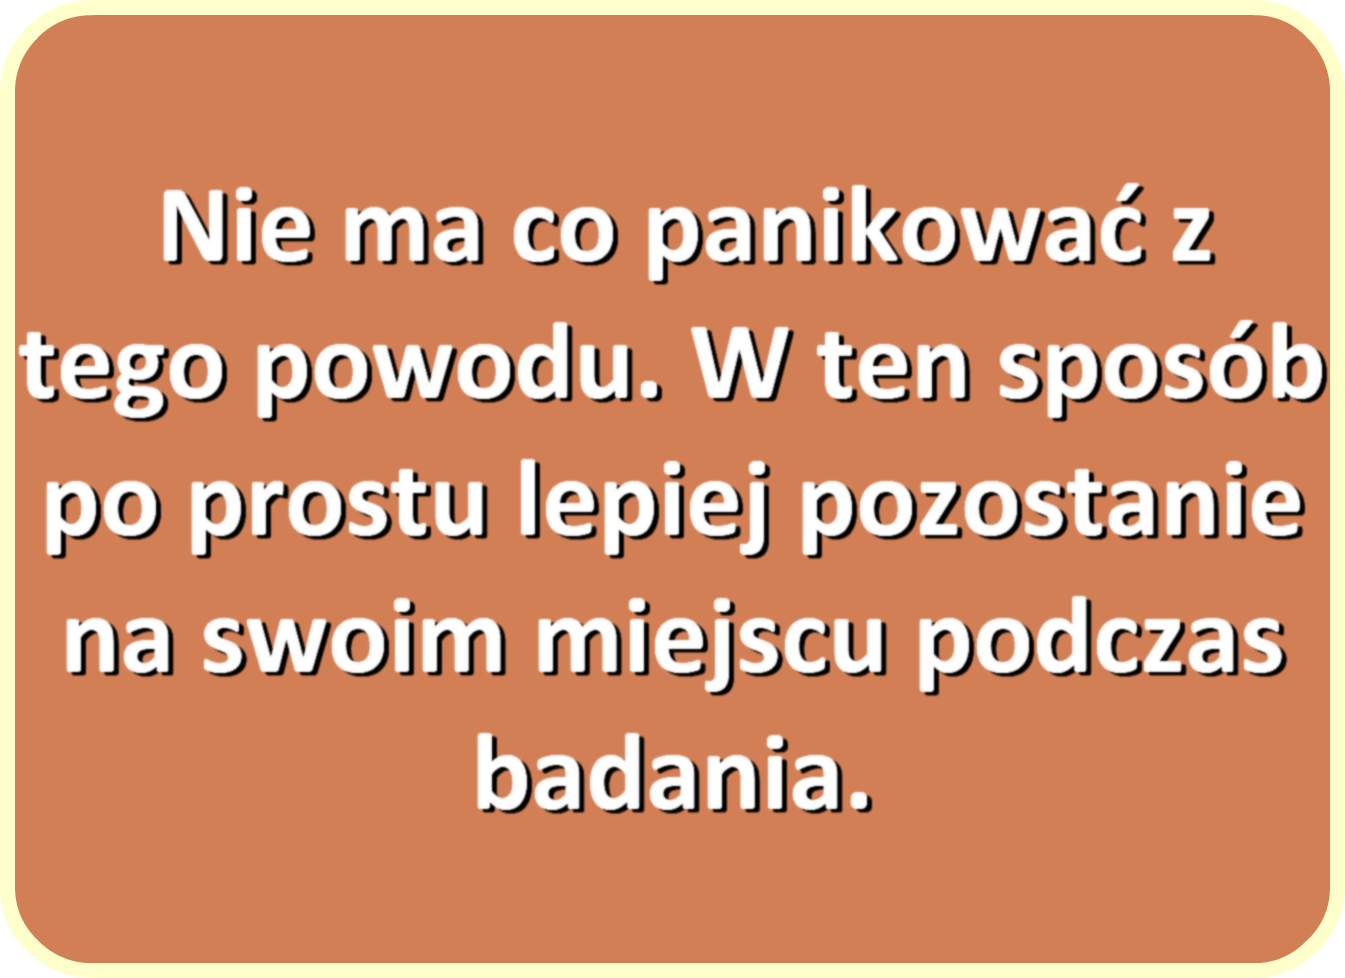 Nie ma co panikować z
tego powodu. W ten sposób
po prostu lepiej pozostanie
na swoim miejscu podczas
badania.